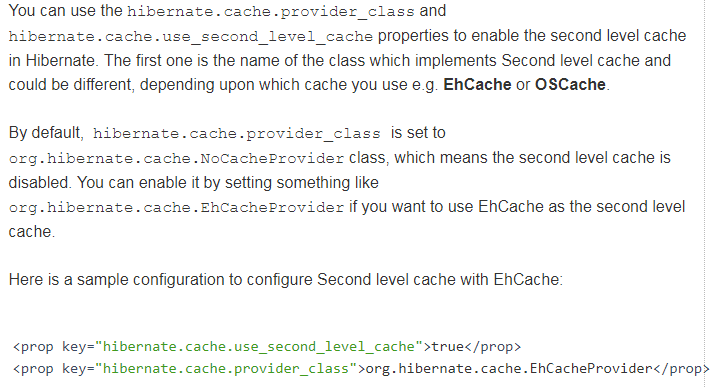 You can use the hibernate.cache.provider_class and
hibernate.cache.use_second_level_cache properties to enable the second level cache
in Hibernate. The first one is the name of the class which implements Second level cache and
could be different, depending upon which cache you use e.g. EhCache or OSCache.
By default, hibernate.cache.provider_class is set to
org.hibernate.cache.NoCacheProvider class, which means the second level cache is
disabled. You can enable it by setting something like
org.hibernate.cache.EhCacheProvider if you want to use EhCache as the second level
cache.
Here is a sample configuration to configure Second level cache with EhCache:
<prop key="hibernate.cache.use_second_level_cache">true</prop>
<prop key="hibernate.cache.provider_class">org.hibernate.cache.EhCacheProvider</prop>